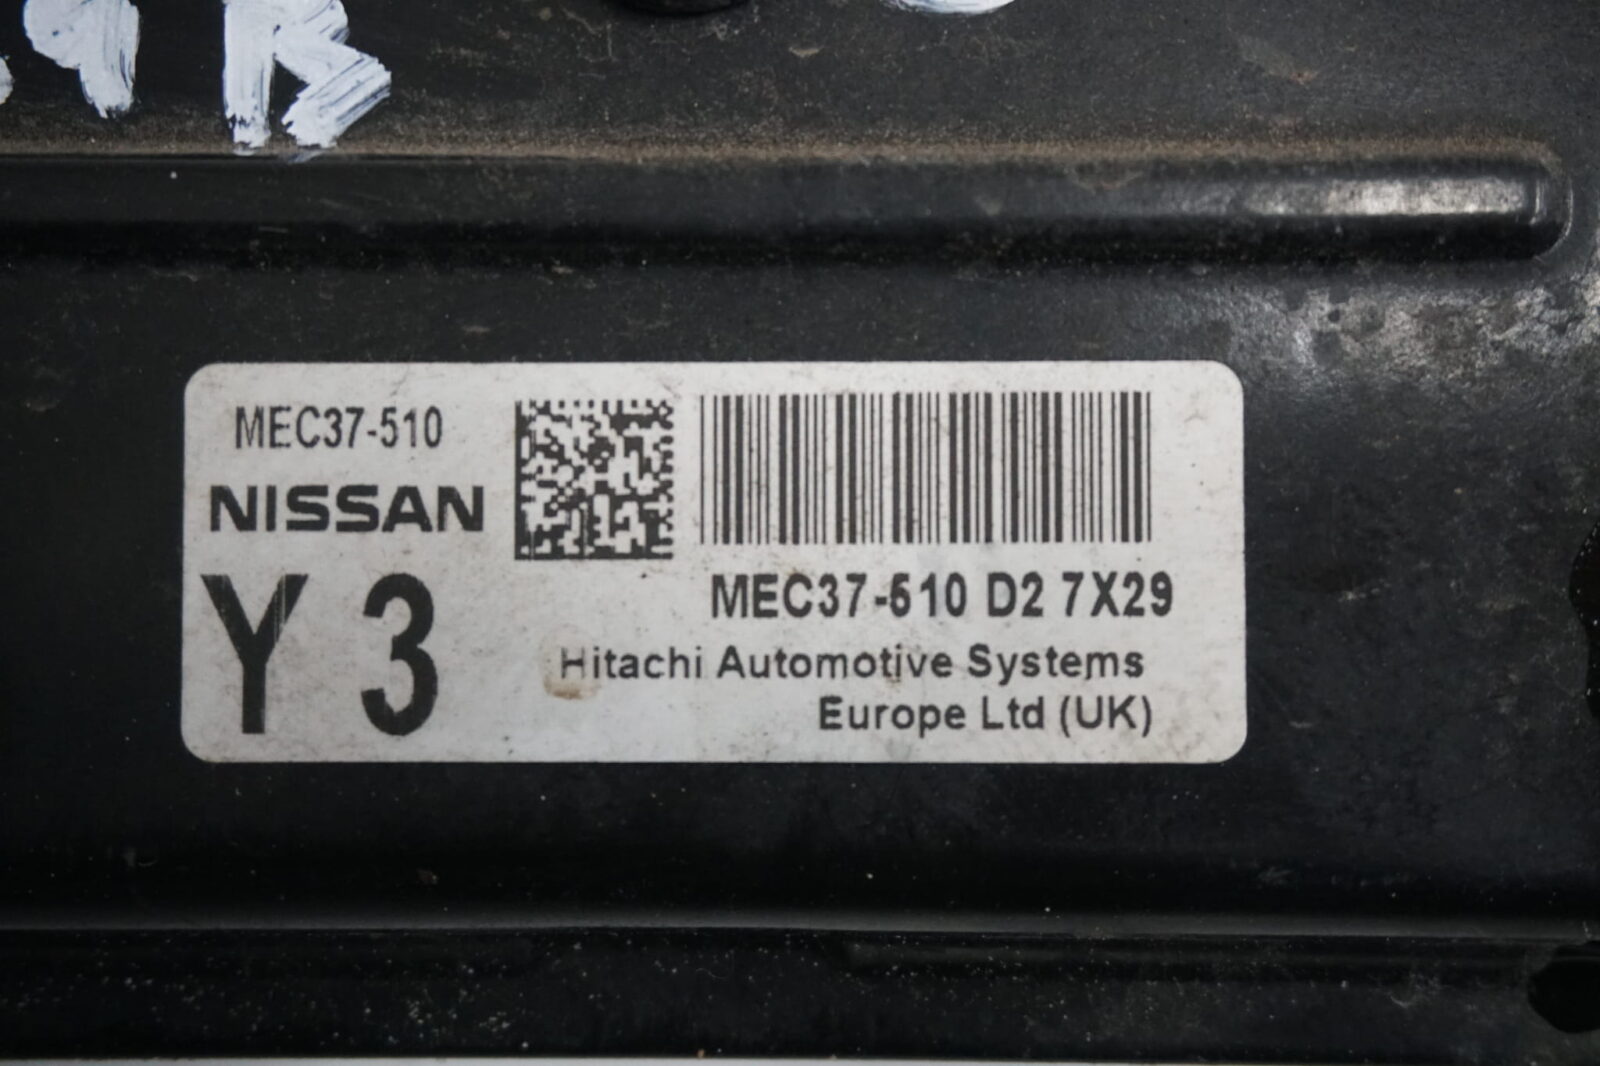 MEC37-510
NISSAN
Y 3
MEC37-510 D2 7X29
Hitachi Automotive Systems
Europe Ltd (UK)